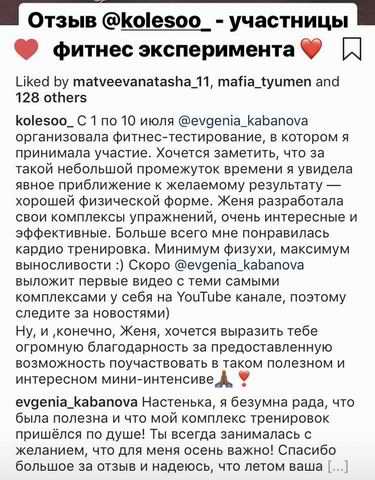 Отзыв @kolesoo_ - участницы
фитнес эксперимента
Liked by matveevanatasha_11, mafia_tyumen and
128 others
kolesoo_ С 1 по 10 июля @evgenia_kabanova
организовала фитнес-тестирование, в котором я
принимала участие. Хочется заметить, что за
такой небольшой промежуток времени я увидела
явное приближение к желаемому результату —
хорошей физической форме. Женя разработала
свои комплексы упражнений, очень интересные и
эффективные. Больше всего мне понравилась
кардио тренировка. Минимум физухи, максимум
выносливости :) Скоро @evgenia_kabanova
выложит первые видео с теми самыми
комплексами у себя на YouTube канале, поэтому
следите за новостями)
Ну, и ,конечно, Женя, хочется выразить тебе
огромную благодарность за предоставленную
возможность поучаствовать в таком полезном и
интересном мини-интенсиве🙏🏾❣️
evgenia_kabanova Настенька, я безумна рада, что
была полезна и что мой комплекс тренировок
пришёлся по душе! Ты всегда занималась с
желанием, что для меня осень важно! Спасибо
большое за отзыв и надеюсь, что летом ваша [...]